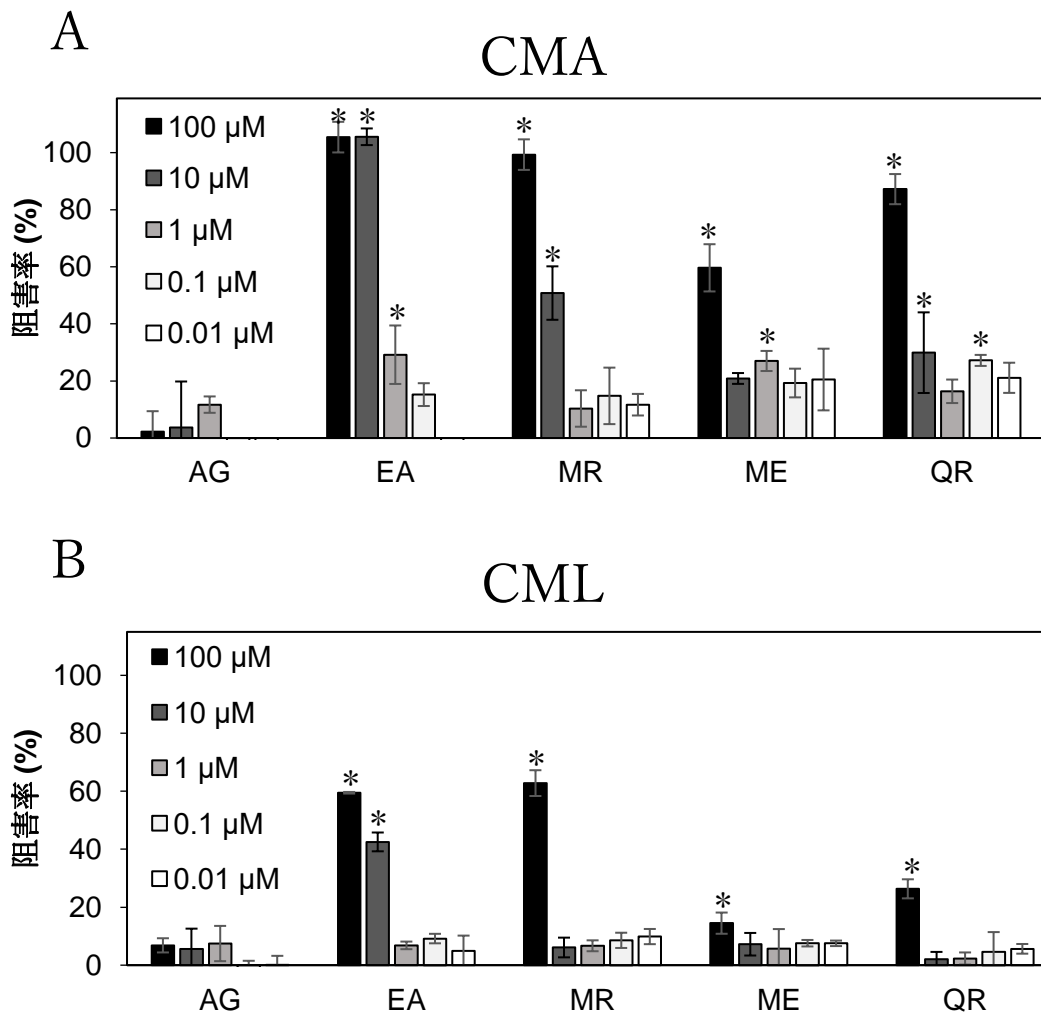 A
CMA
阻害率 (%)
100
80
60
40
20
0
100 µM
10 µM
1 µM
0.1 µM
0.01 µM
* * * * * * * * * *
AG EA MR ME QR
B
CML
阻害率 (%)
100
80
60
40
20
0
100 µM
10 µM
1 µM
0.1 µM
0.01 µM
* * * * *
AG EA MR ME QR